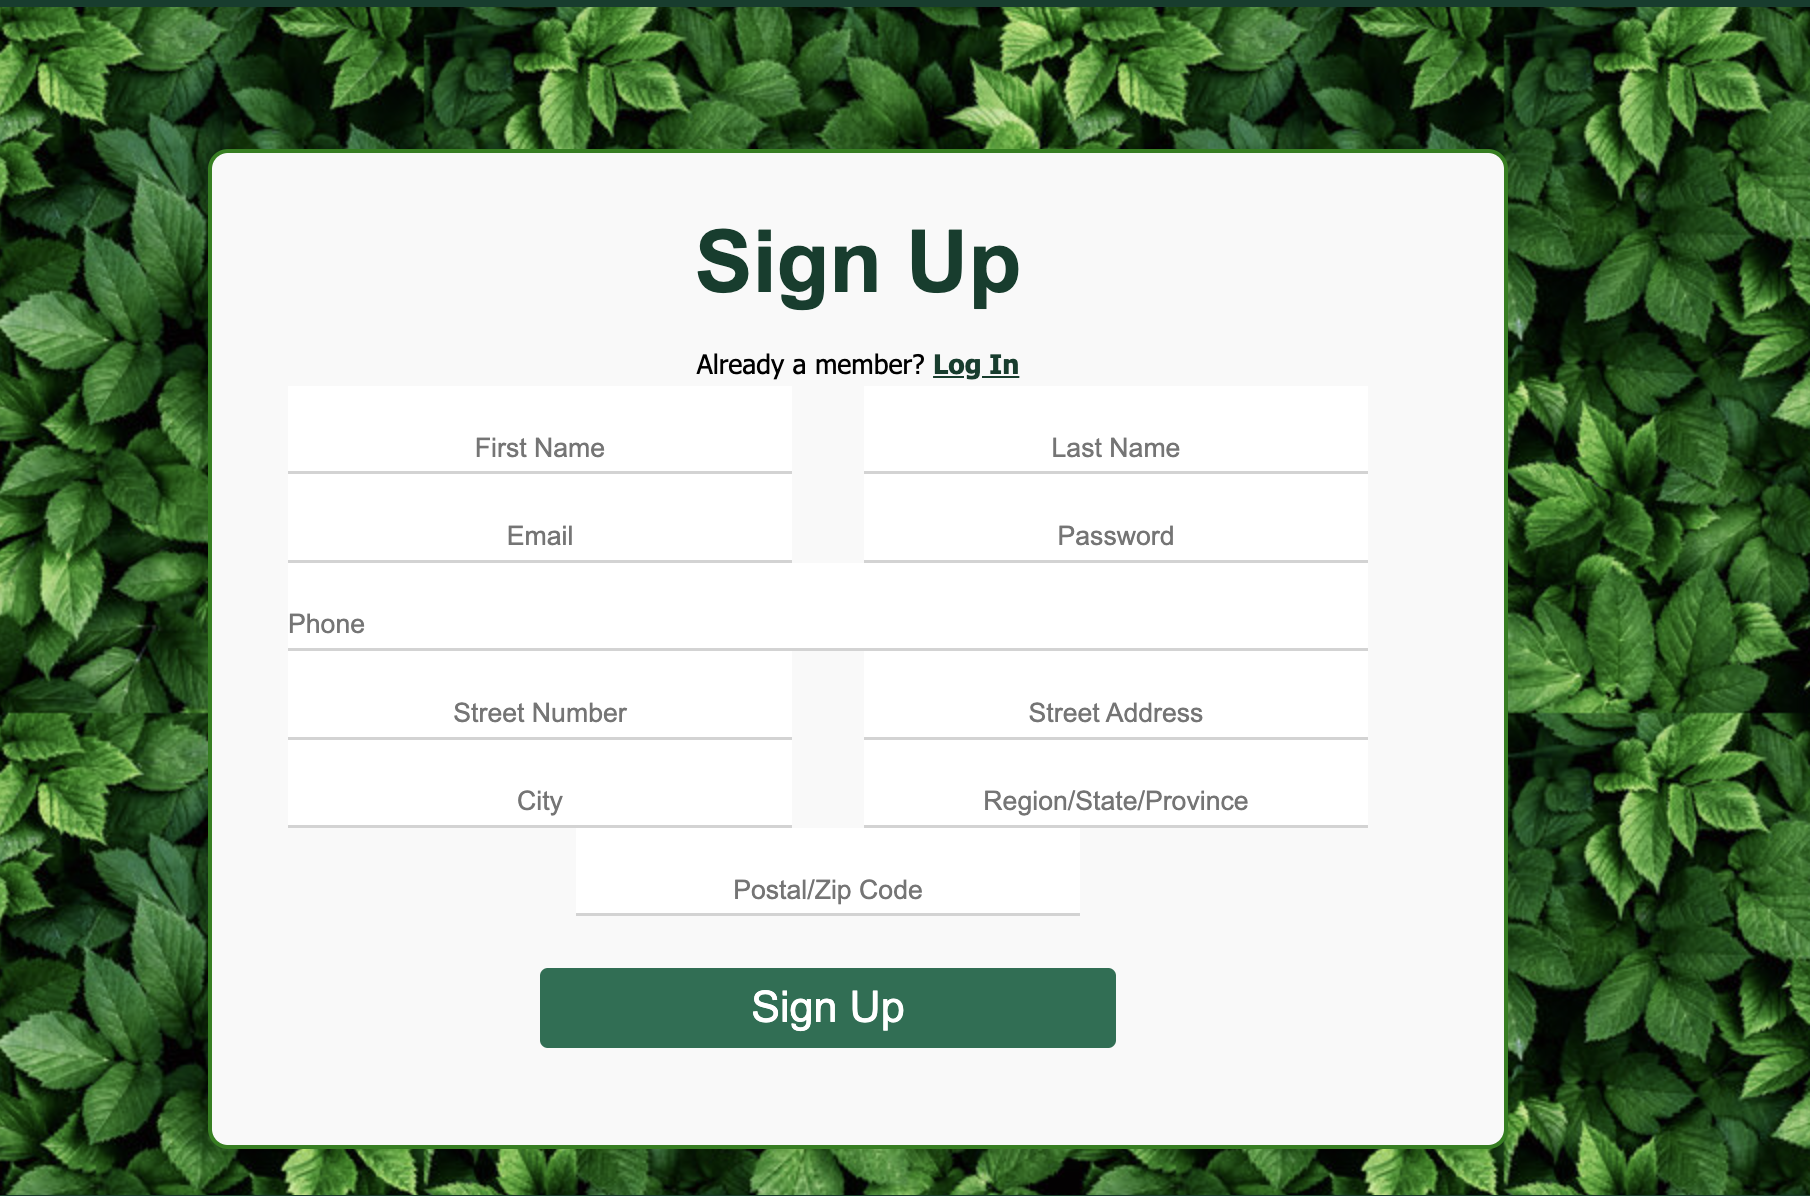 Sign Up
Already a member? Log In
First Name Last Name
Email Password
Phone
Street Number Street Address
City Region/State/Province
Postal/Zip Code
Sign Up